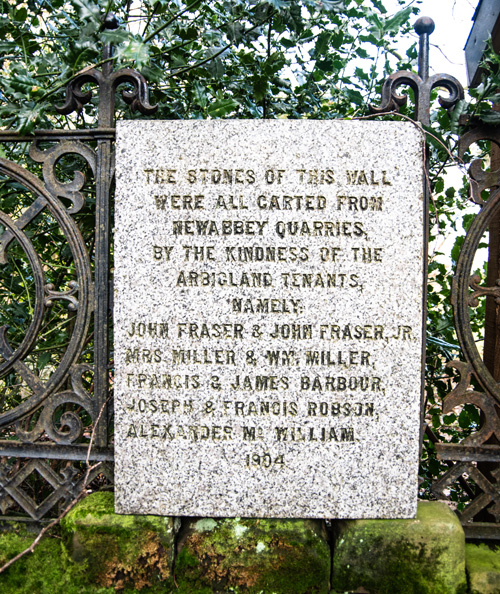 THE STONES OF THIS WALL
WERE ALL CARTED FROM
NEWABBEY QUARRIES,
BY THE KINDNESS OF THE
ARBIGLAND TENANTS,
NAMELY:
JOHN FRASER & JOHN FRASER, JR.
MRS. MILLER & WM. MILLER,
FRANCIS & JAMES BARBOUR,
JOSEPH & FRANCIS ROBSON,
ALEXANDER Mc WILLIAM.
1904